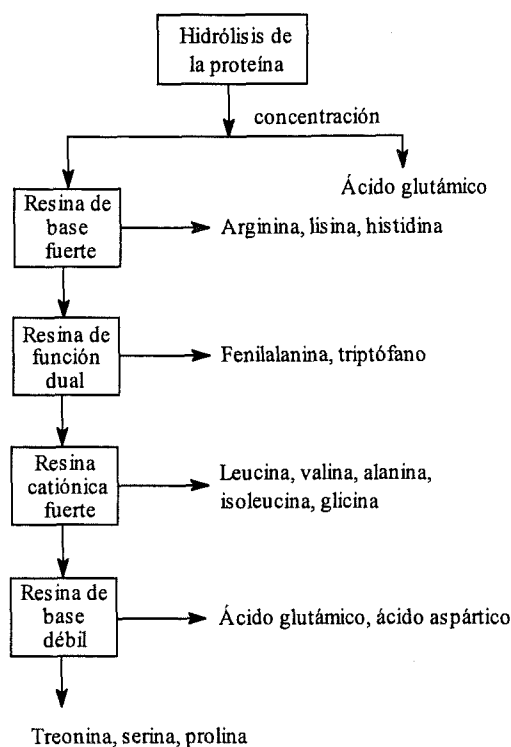 Hidrólisis de
la proteína
concentración
Ácido glutámico
Resina de
base
fuerte
Arginina, lisina, histidina
Resina de
función
dual
Fenilalanina, triptófano
Resina
catiónica
fuerte
Leucina, valina, alanina,
isoleucina, glicina
Resina de
base
débil
Ácido glutámico, ácido aspártico
Treonina, serina, prolina